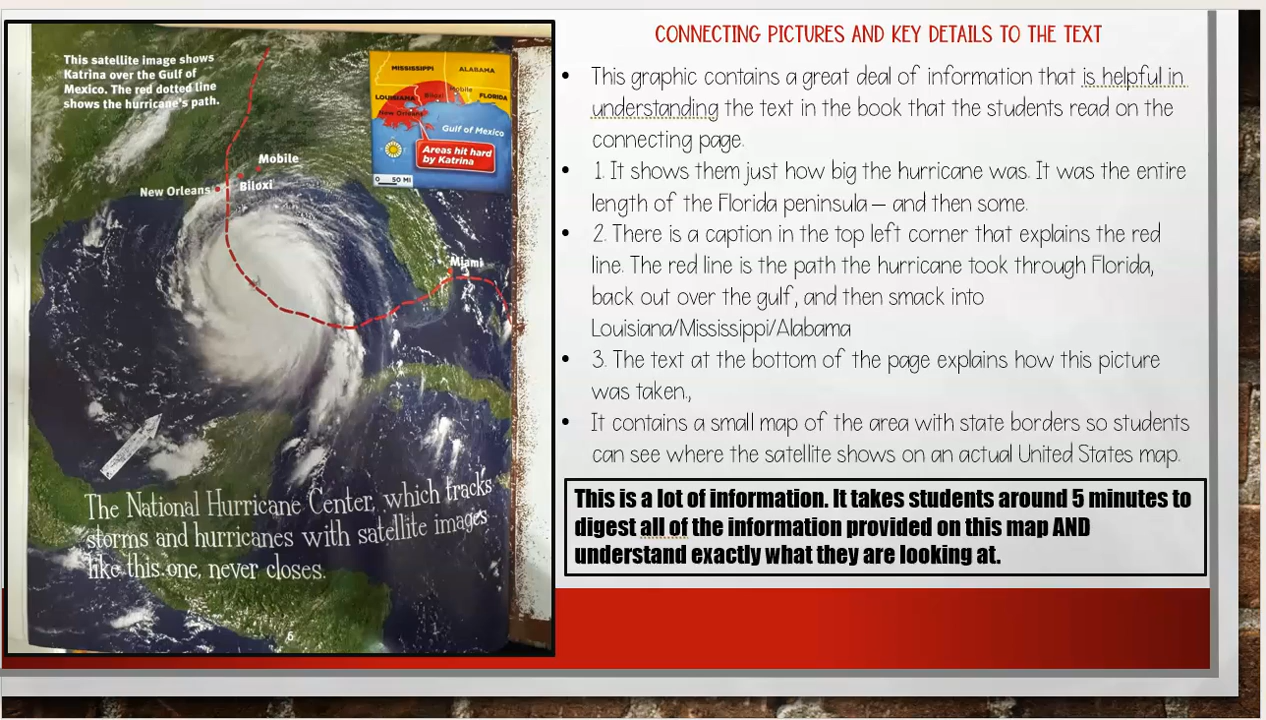 This satellite image shows
Katrina over the Gulf of
Mexico. The red dotted line
shows the hurricane's path.
MISSISSIPPI
ALABAMA
LOUISIANA
Biloxi
Mobile
FLORIDA
New Orleans
Gulf of Mexico
Areas hit hard
by Katrina
0 50 MI
Mobile
New Orleans
Biloxi
Miami
The National Hurricane Center, which tracks
storms and hurricanes with satellite images
like this one, never closes.
6
CONNECTING PICTURES AND KEY DETAILS TO THE TEXT
• This graphic contains a great deal of information that is helpful in
understanding the text in the book that the students read on the
connecting page.
• 1. It shows them just how big the hurricane was. It was the entire
length of the Florida peninsula – and then some.
• 2. There is a caption in the top left corner that explains the red
line. The red line is the path the hurricane took through Florida,
back out over the gulf, and then smack into
Louisiana/Mississippi/Alabama
• 3. The text at the bottom of the page explains how this picture
was taken.,
• It contains a small map of the area with state borders so students
can see where the satellite shows on an actual United States map.
This is a lot of information. It takes students around 5 minutes to
digest all of the information provided on this map AND
understand exactly what they are looking at.